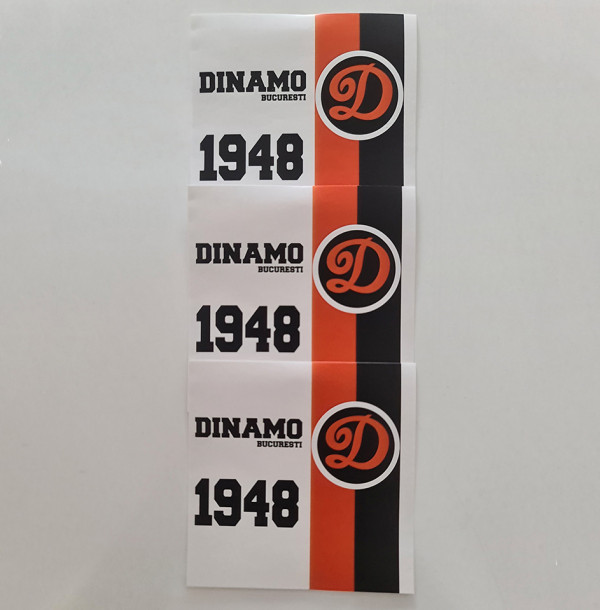 DINAMO
BUCURESTI
D
1948
DINAMO
BUCURESTI
D
1948
DINAMO
BUCURESTI
D
1948